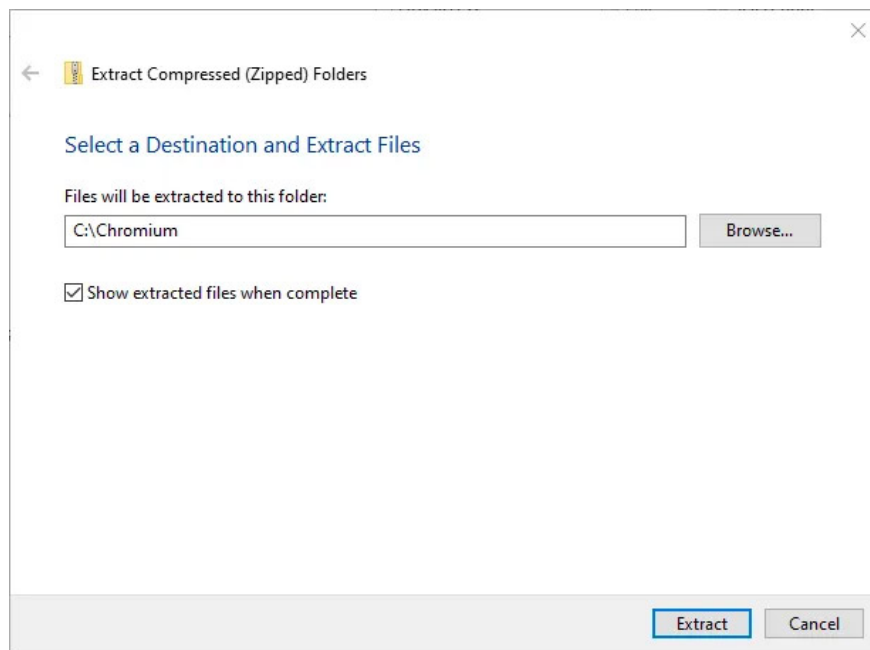 Extract Compressed (Zipped) Folders
Select a Destination and Extract Files
Files will be extracted to this folder:
C:\Chromium
Browse...
Show extracted files when complete
Extract
Cancel